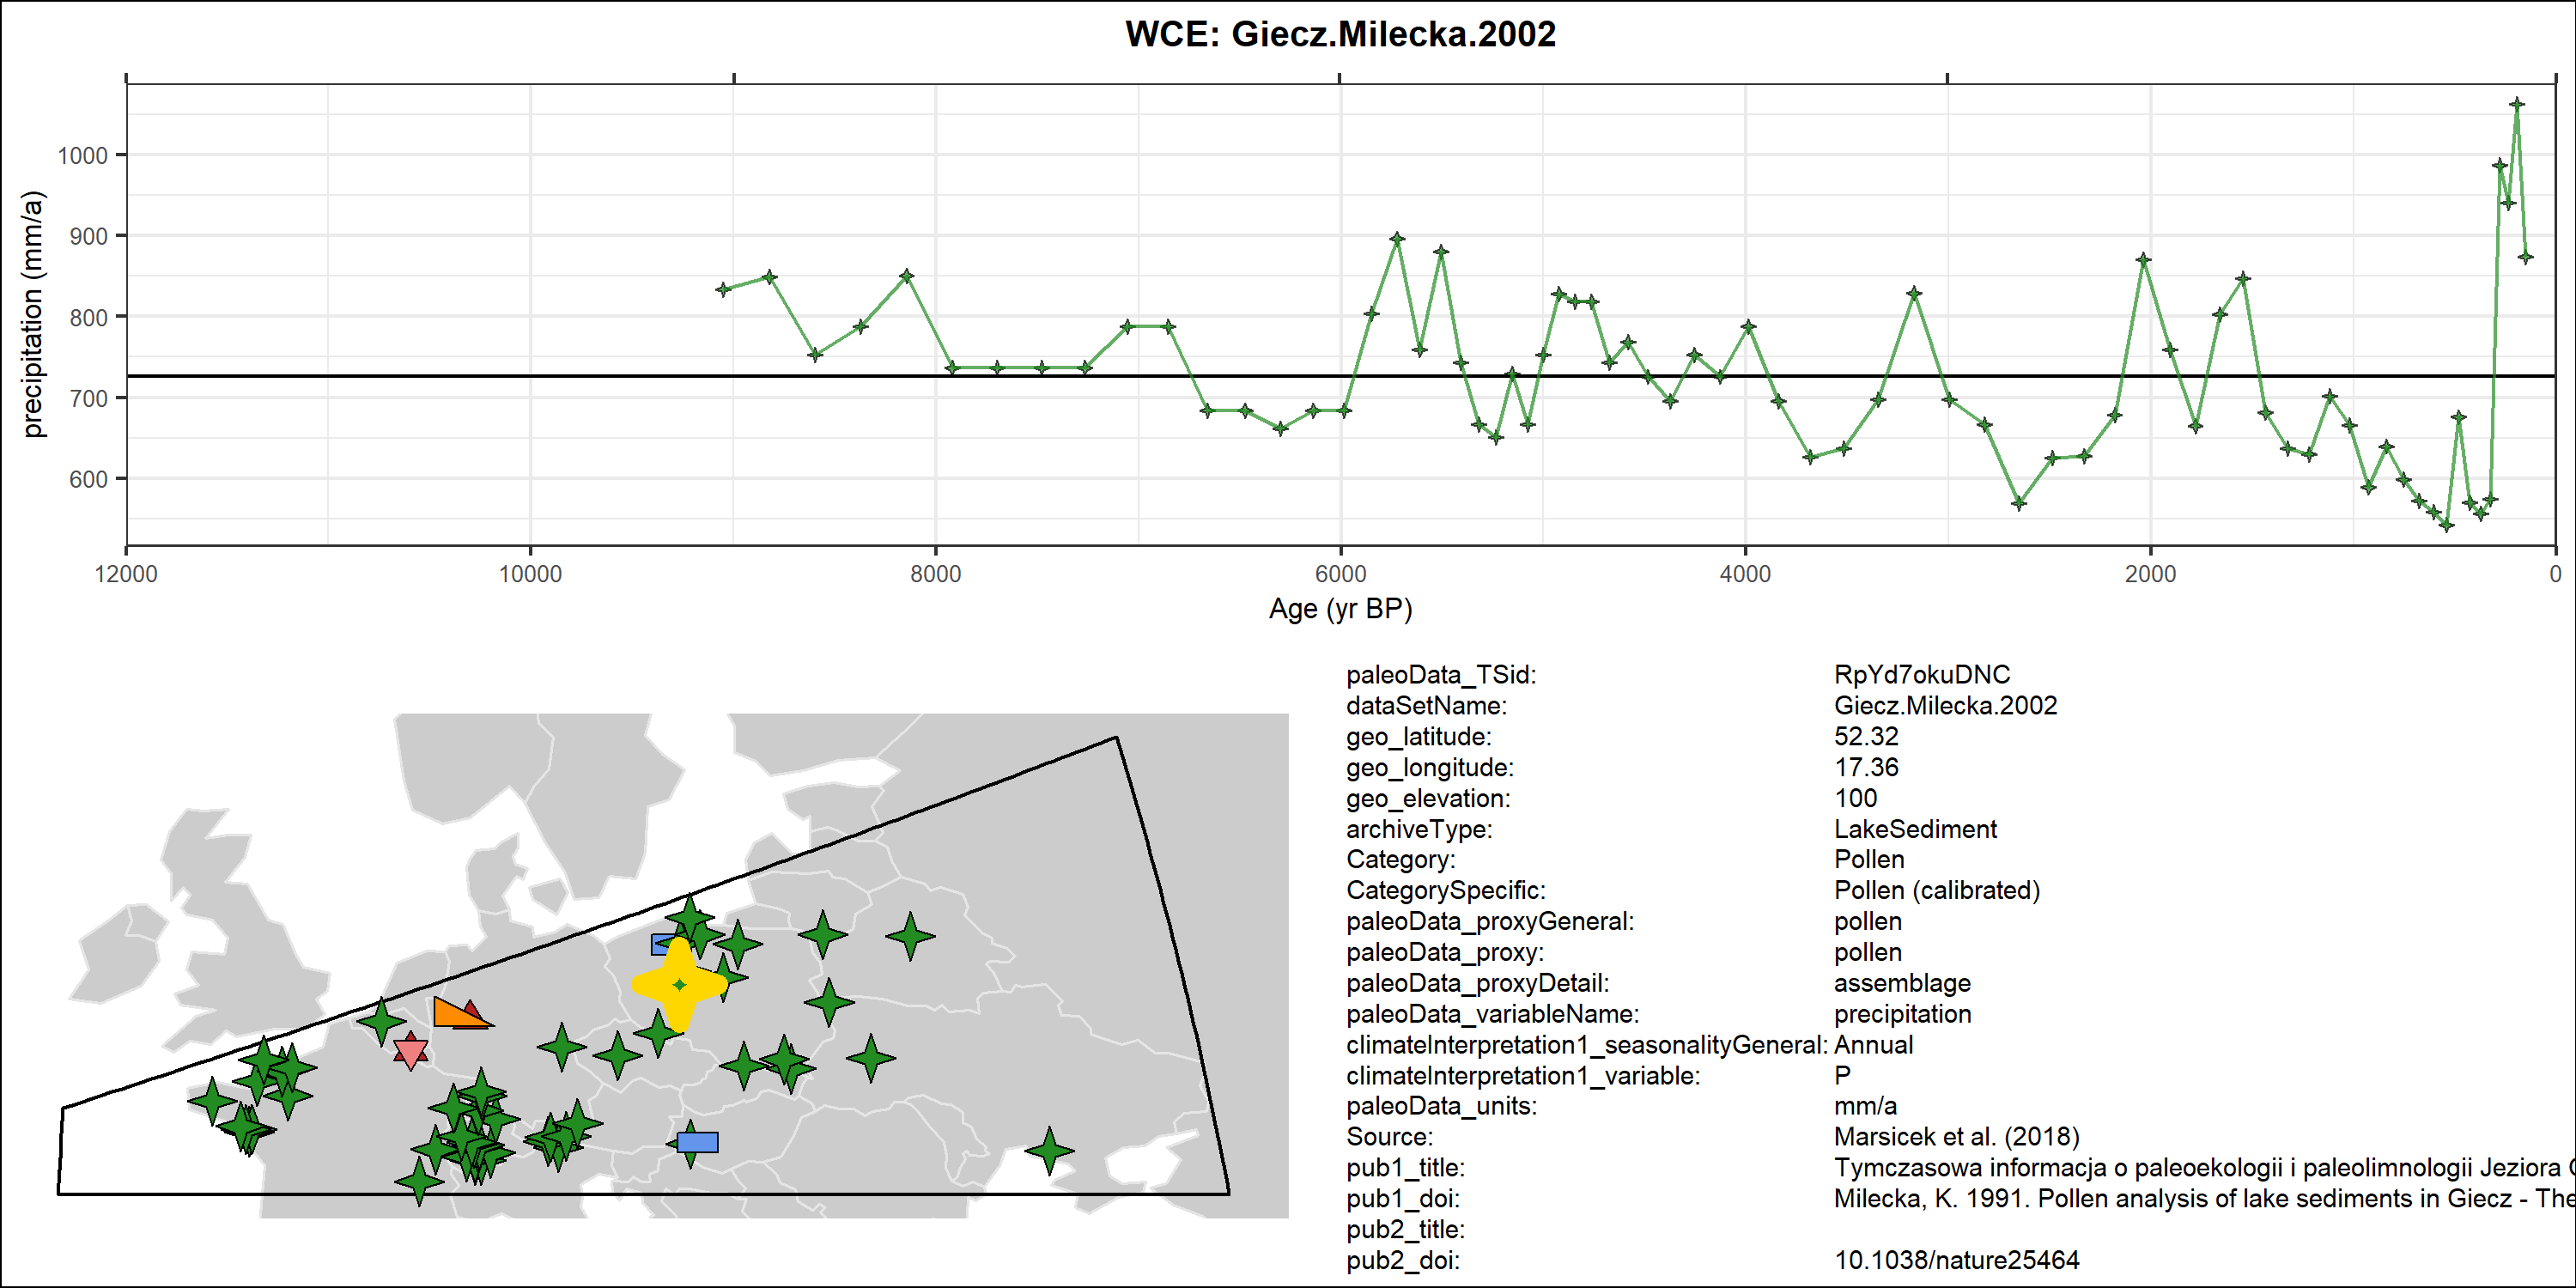 WCE: Giecz.Milecka.2002
precipitation (mm/a)
1000
900
800
700
600
12000 10000 8000 6000 4000 2000 0
Age (yr BP)
paleoData_TSid: RpYd7okuDNC
dataSetName: Giecz.Milecka.2002
geo_latitude: 52.32
geo_longitude: 17.36
geo_elevation: 100
archiveType: LakeSediment
Category: Pollen
CategorySpecific: Pollen (calibrated)
paleoData_proxyGeneral: pollen
paleoData_proxy: pollen
paleoData_proxyDetail: assemblage
paleoData_variableName: precipitation
climateInterpretation1_seasonalityGeneral: Annual
climateInterpretation1_variable: P
paleoData_units: mm/a
Source: Marsicek et al. (2018)
pub1_title: Tymczasowa informacja o paleoekologii i paleolimnologii Jeziora
pub1_doi: Milecka, K. 1991. Pollen analysis of lake sediments in Giecz - The
pub2_title:
pub2_doi: 10.1038/nature25464